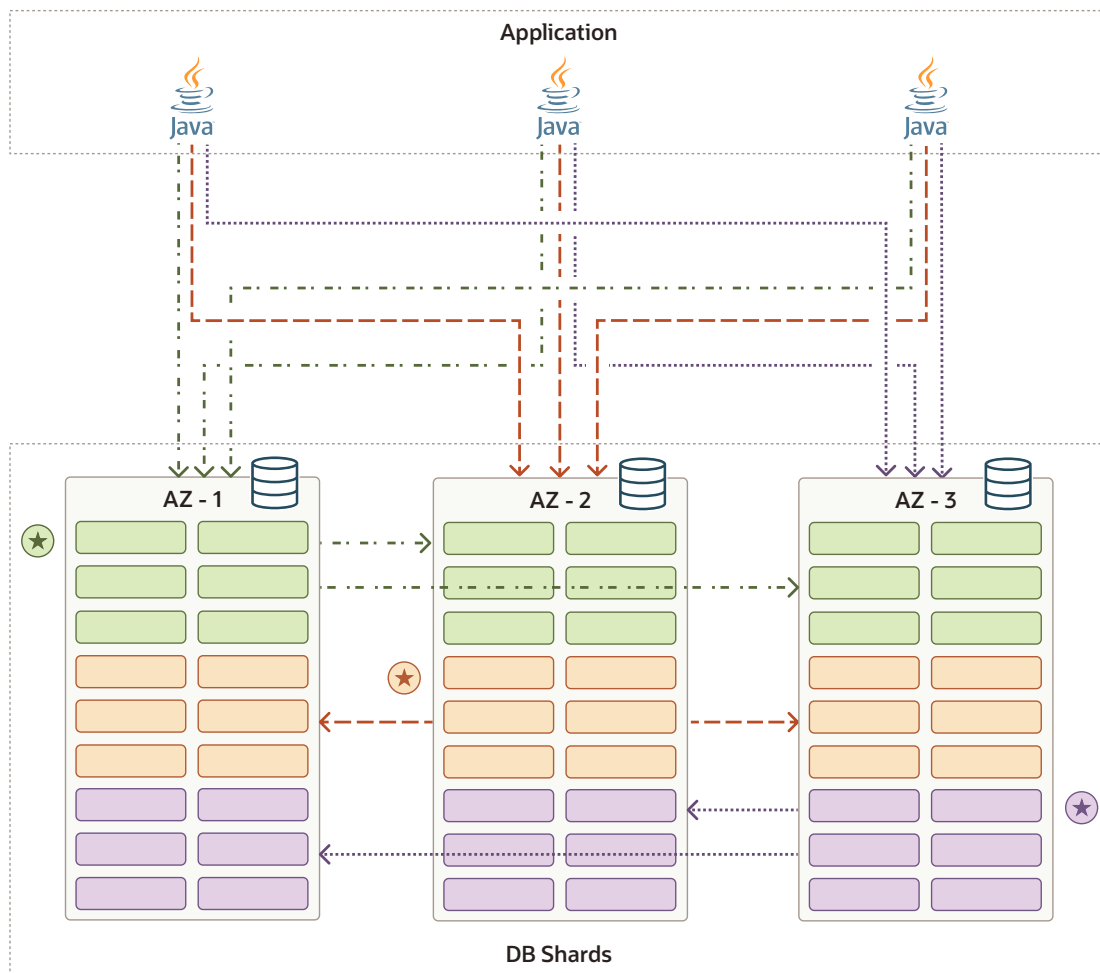 Application
Java
Java
Java
AZ - 1
AZ - 2
AZ - 3
DB Shards